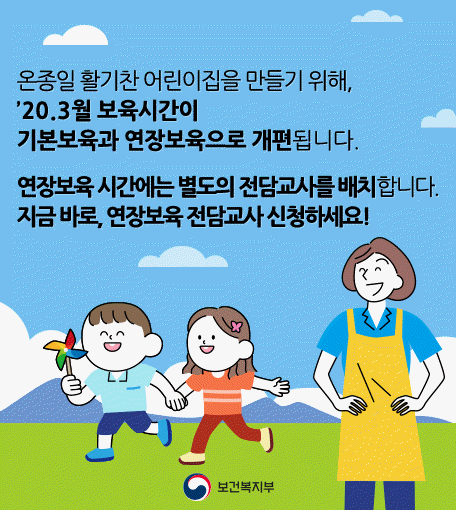 온종일 활기찬 어린이집을 만들기 위해,
’20.3월 보육시간이
기본보육과 연장보육으로 개편됩니다.
연장보육 시간에는 별도의 전담교사를 배치합니다.
지금 바로, 연장보육 전담교사 신청하세요!
보건복지부